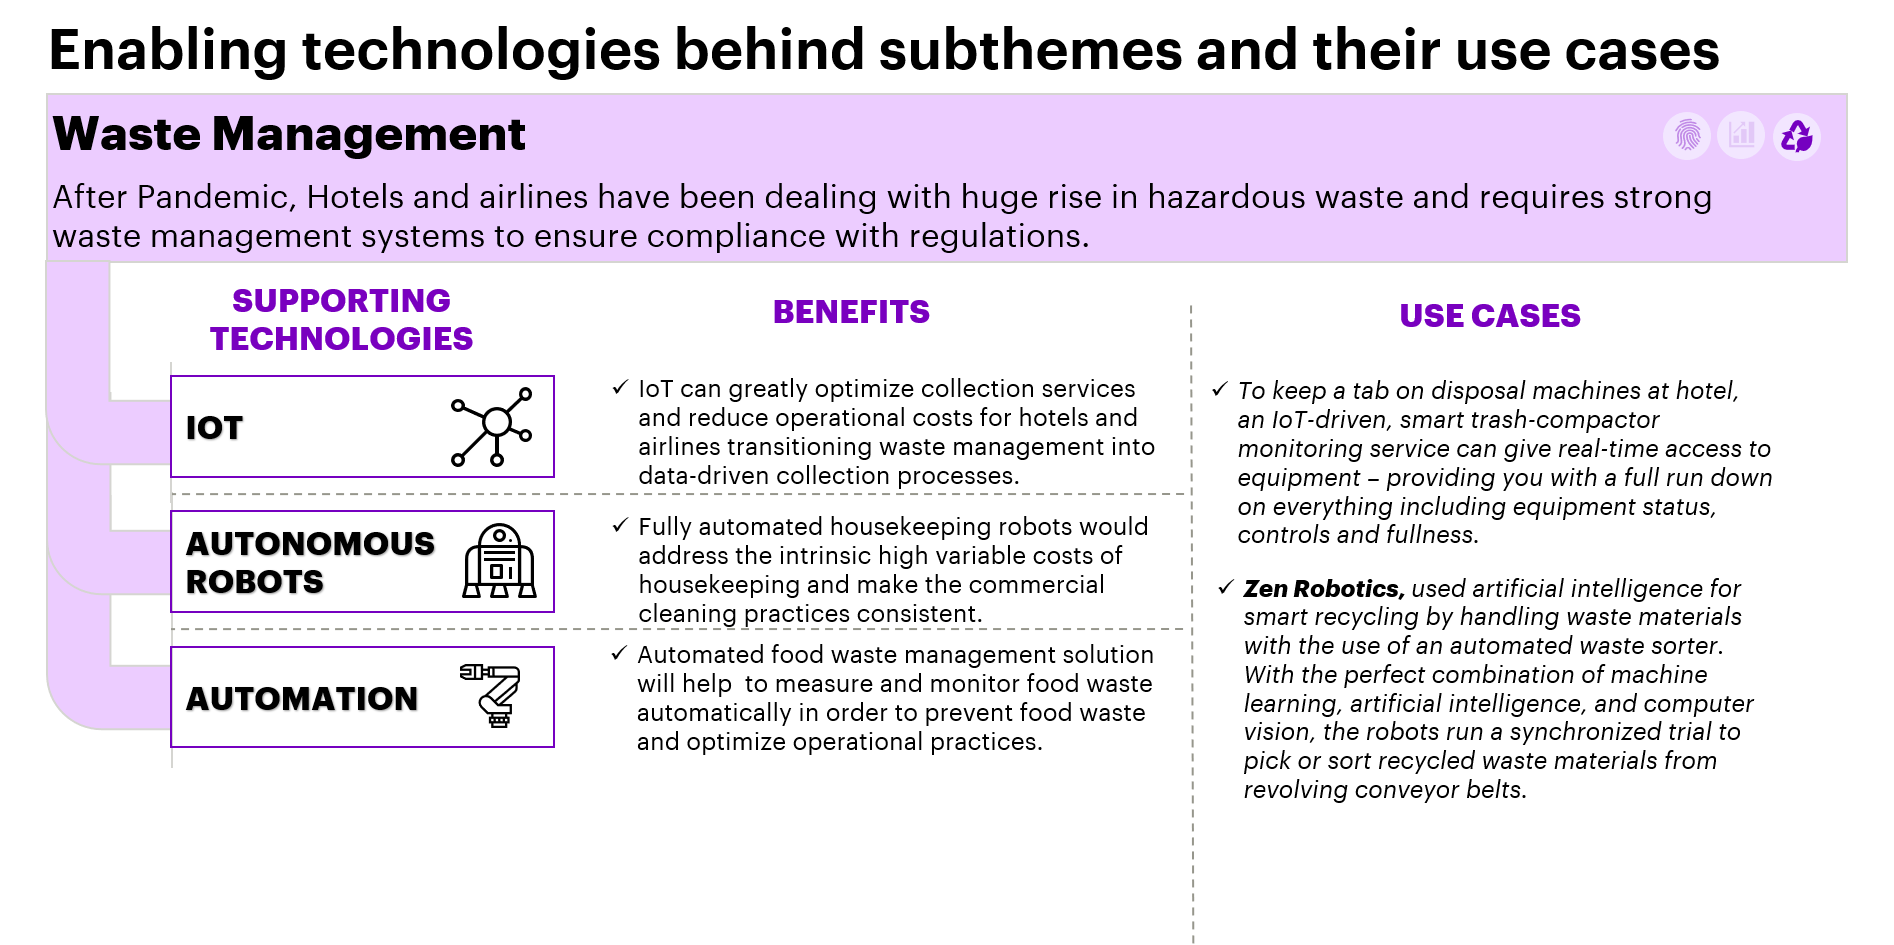 Enabling technologies behind subthemes and their use cases
Waste Management
After Pandemic, Hotels and airlines have been dealing with huge rise in hazardous waste and requires strong
waste management systems to ensure compliance with regulations.
SUPPORTING
TECHNOLOGIES
BENEFITS
USE CASES
IOT
✓ IoT can greatly optimize collection services
and reduce operational costs for hotels and
airlines transitioning waste management into
data-driven collection processes.
AUTONOMOUS
ROBOTS
✓ Fully automated housekeeping robots would
address the intrinsic high variable costs of
housekeeping and make the commercial
cleaning practices consistent.
AUTOMATION
✓ Automated food waste management solution
will help  to measure and monitor food waste
automatically in order to prevent food waste
and optimize operational practices.
✓ To keep a tab on disposal machines at hotel,
an IoT-driven, smart trash-compactor
monitoring service can give real-time access to
equipment – providing you with a full run down
on everything including equipment status,
controls and fullness.
✓ Zen Robotics, used artificial intelligence for
smart recycling by handling waste materials
with the use of an automated waste sorter.
With the perfect combination of machine
learning, artificial intelligence, and computer
vision, the robots run a synchronized trial to
pick or sort recycled waste materials from
revolving conveyor belts.